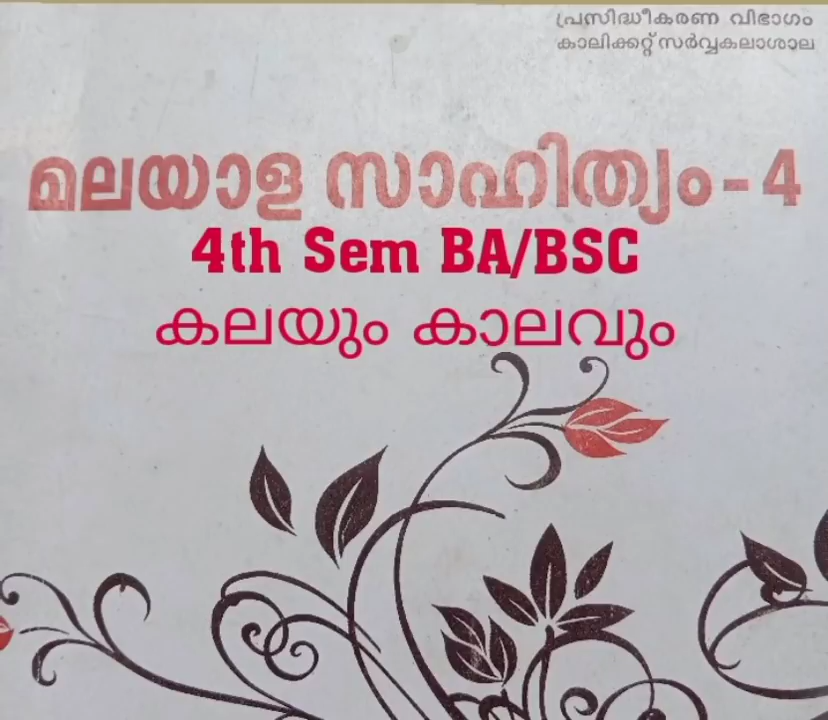 പ്രസിദ്ധീകരണ വിഭാഗം
കാലിക്കറ്റ് സർവ്വകലാശാല
മലയാള സാഹിത്യം-4
4th Sem BA/BSC
കലയും കാലവും